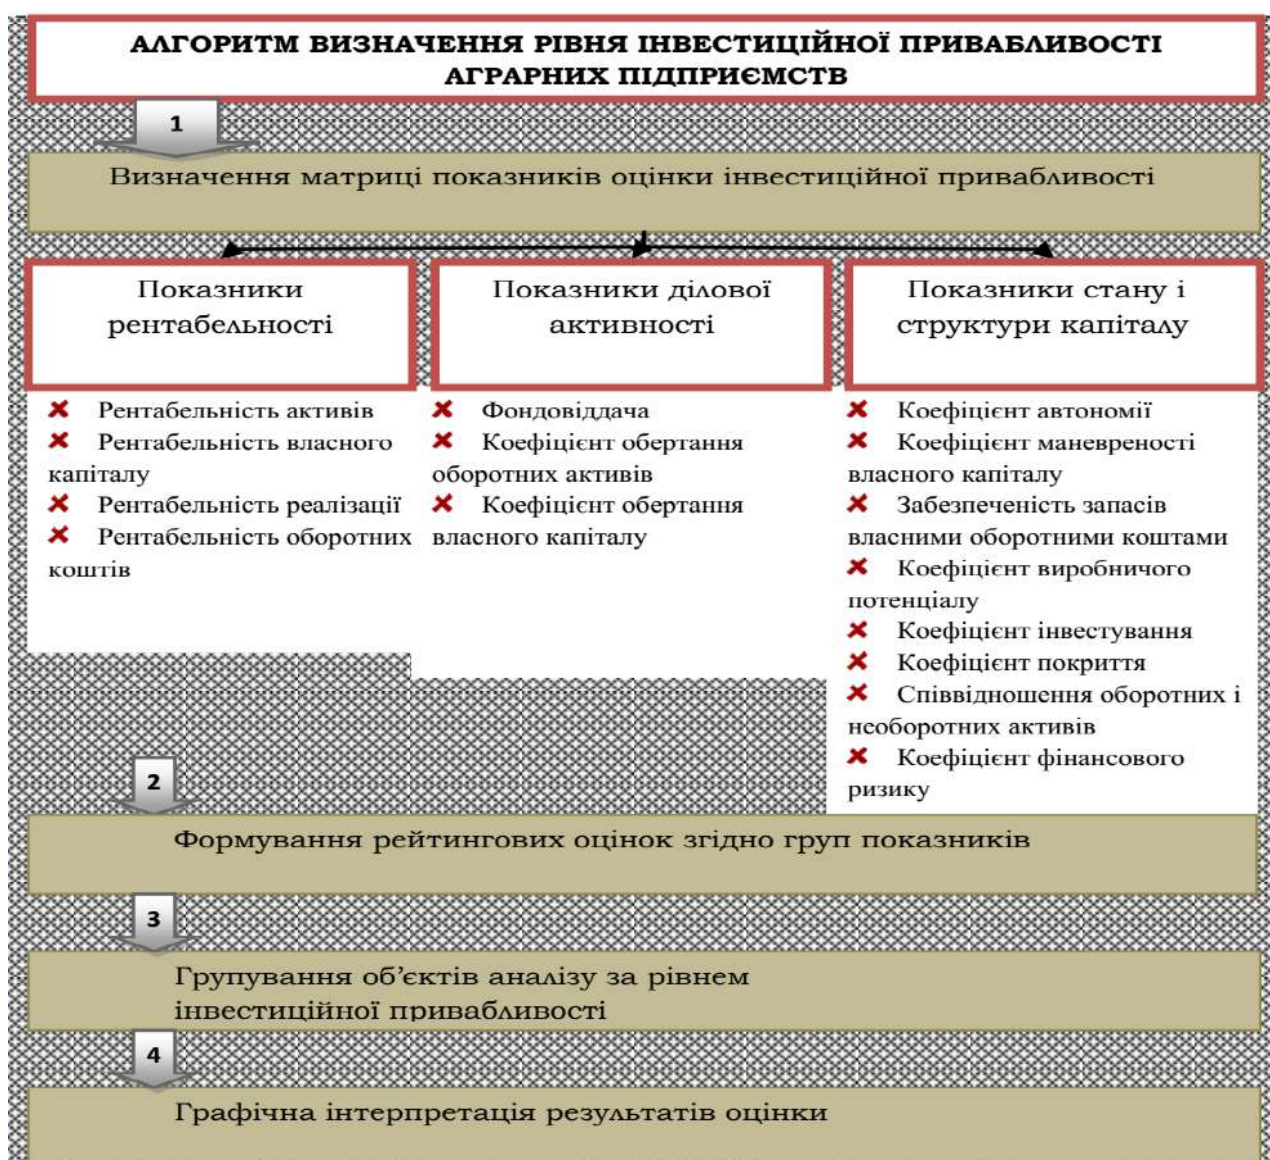 АЛГОРИТМ ВИЗНАЧЕННЯ РІВНЯ ІНВЕСТИЦІЙНОЇ ПРИВАБЛИВОСТІ
АГРАРНИХ ПІДПРИЄМСТВ
1
Визначення матриці показників оцінки інвестиційної привабливості
Показники
рентабельності
Рентабельність активів
Рентабельність власного
капіталу
Рентабельність реалізації
Рентабельність оборотних
коштів
Показники ділової
активності
Фондовіддача
Коефіцієнт обертання
оборотних активів
Коефіцієнт обертання
власного капіталу
Показники стану і
структури капіталу
Коефіцієнт автономії
Коефіцієнт маневреності
власного капіталу
Забезпеченість запасів
власними оборотними коштами
Коефіцієнт виробничого
потенціалу
Коефіцієнт інвестування
Коефіцієнт покриття
Співвідношення оборотних і
необоротних активів
Коефіцієнт фінансового
ризику
2
Формування рейтингових оцінок згідно груп показників
3
Групування об’єктів аналізу за рівнем
інвестиційної привабливості
4
Графічна інтерпретація результатів оцінки